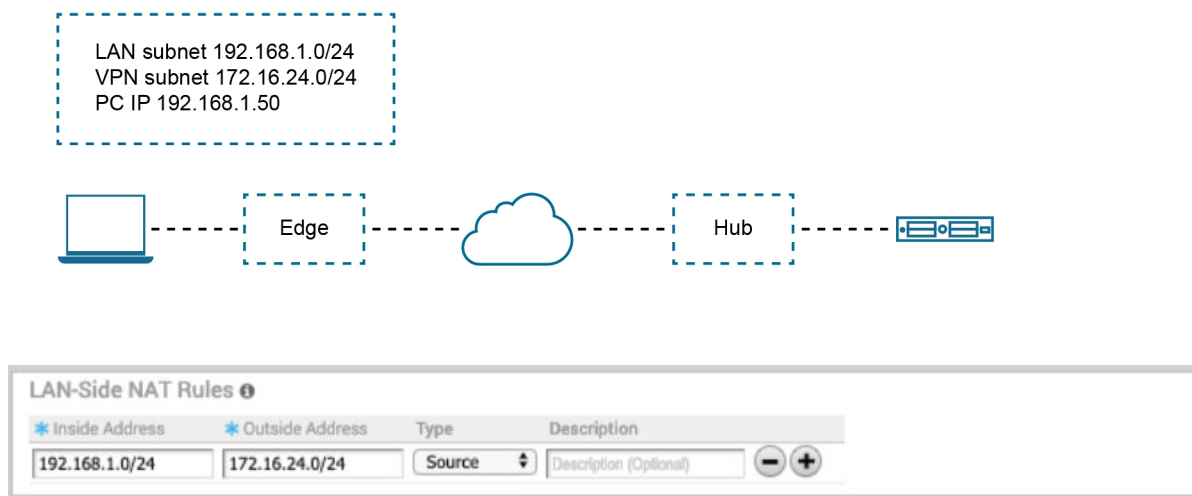 LAN subnet 192.168.1.0/24
VPN subnet 172.16.24.0/24
PC IP 192.168.1.50
Edge
Hub
LAN-Side NAT Rules
* Inside Address * Outside Address Type Description
192.168.1.0/24 172.16.24.0/24 Source Description (Optional)